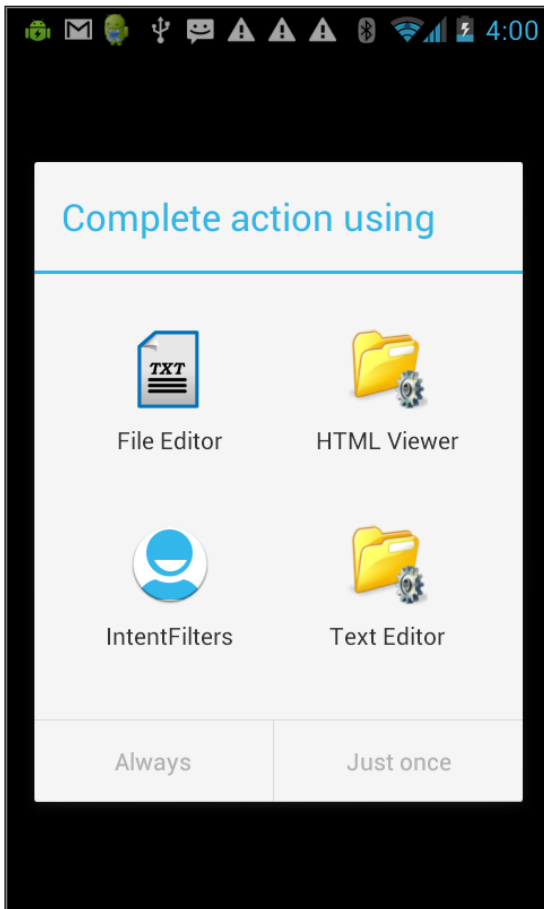 4:00
Complete action using
TXT
File Editor
HTML Viewer
IntentFilters
Text Editor
Always
Just once